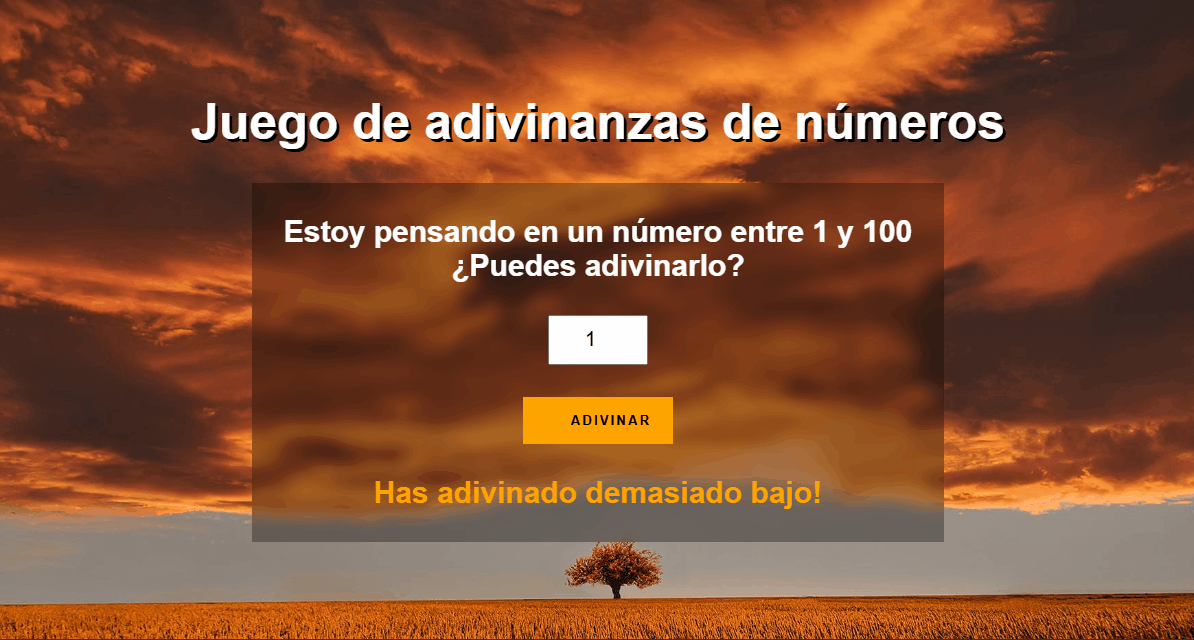 Juego de adivinanzas de números
Estoy pensando en un número entre 1 y 100
¿Puedes adivinarlo?
1
ADIVINAR
Has adivinado demasiado bajo!